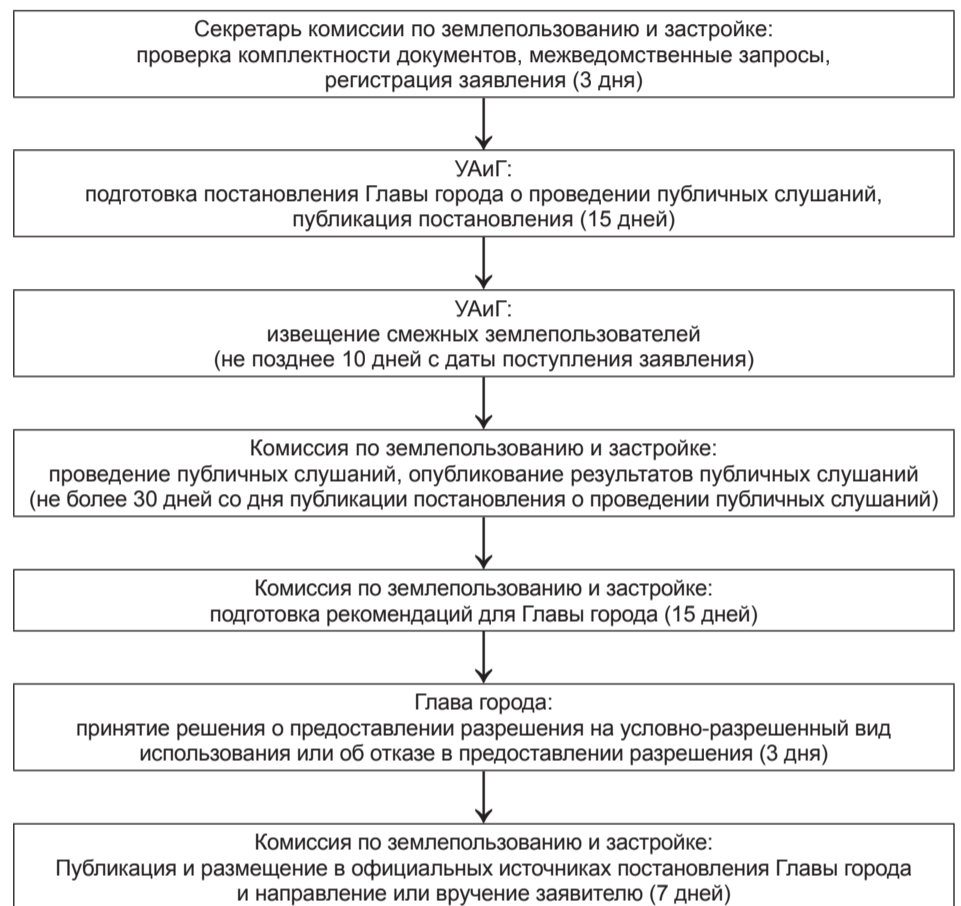 Секретарь комиссии по землепользованию и застройке:
проверка комплектности документов, межведомственные запросы,
регистрация заявления (3 дня)
УАиГ:
подготовка постановления Главы города о проведении публичных слушаний,
публикация постановления (15 дней)
УАиГ:
извещение смежных землепользователей
(не позднее 10 дней с даты поступления заявления)
Комиссия по землепользованию и застройке:
проведение публичных слушаний, опубликование результатов публичных слушаний
(не более 30 дней со дня публикации постановления о проведении публичных слушаний)
Комиссия по землепользованию и застройке:
подготовка рекомендаций для Главы города (15 дней)
Глава города:
принятие решения о предоставлении разрешения на условно-разрешенный вид
использования или об отказе в предоставлении разрешения (3 дня)
Комиссия по землепользованию и застройке:
Публикация и размещение в официальных источниках постановления Главы города
и направление или вручение заявителю (7 дней)